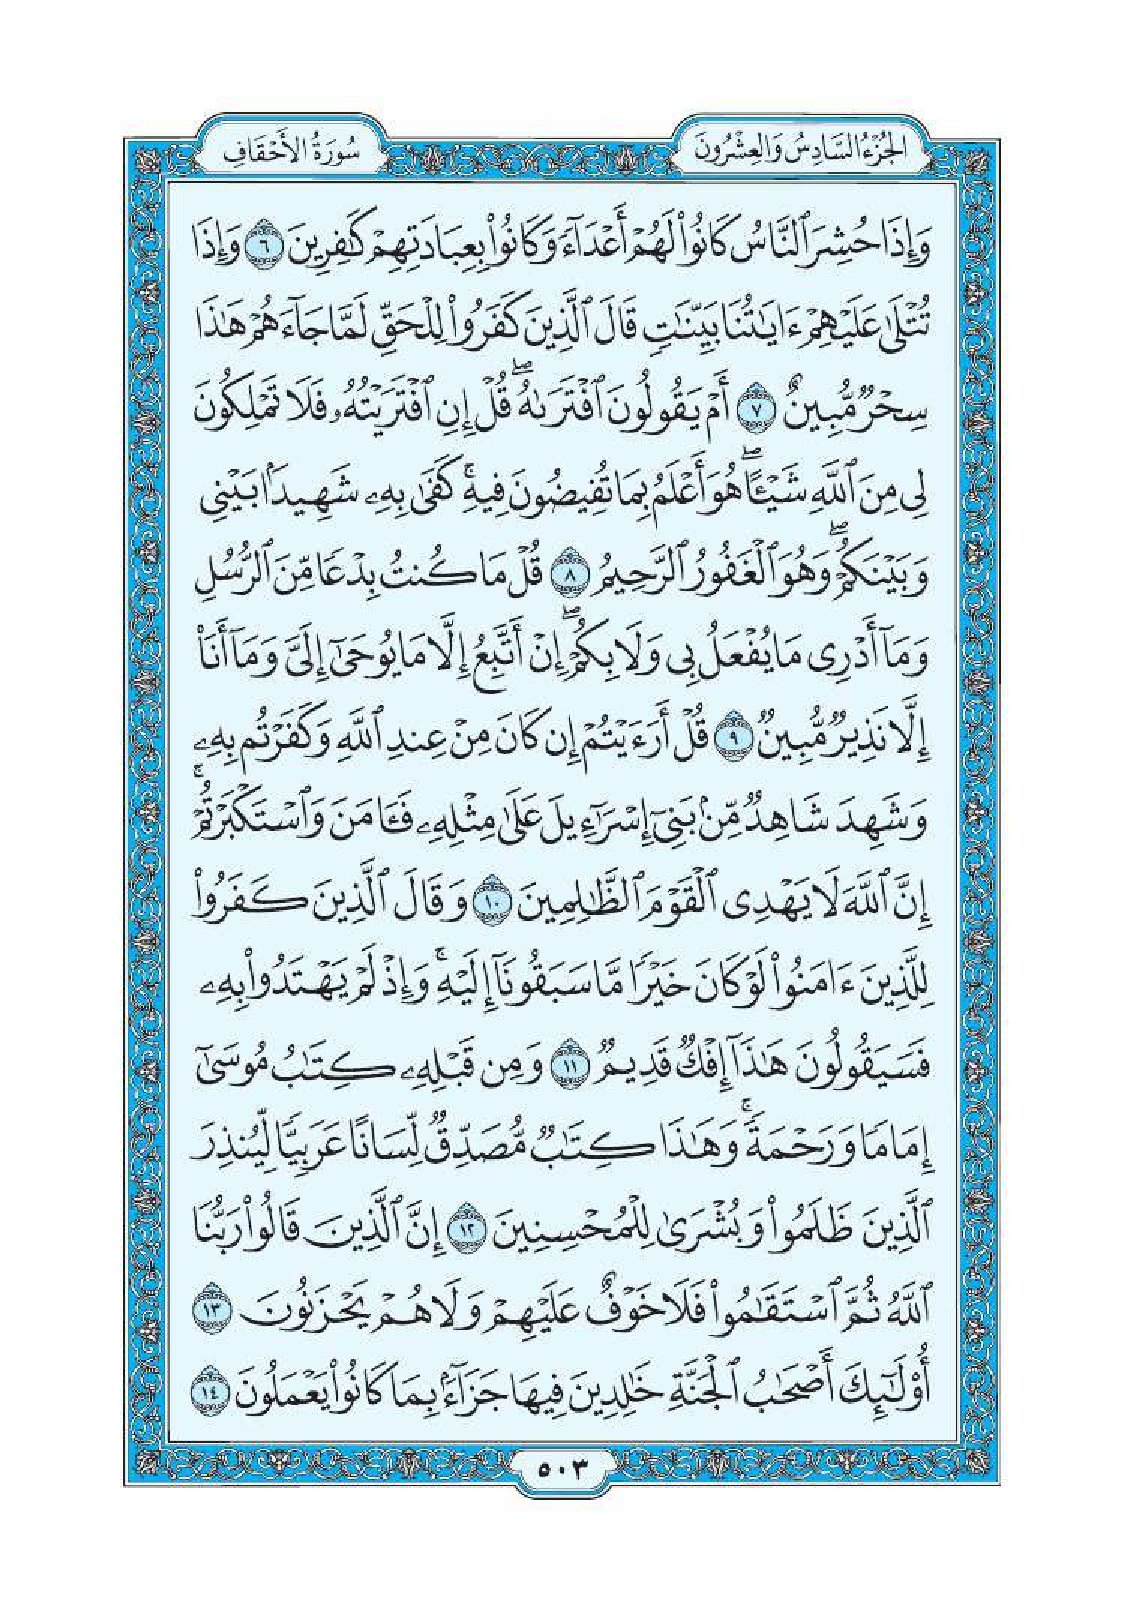 الجُزْءُ السَّادِسُ وَالعِشْرُونَ
سُورَةُ الأَحْقَافِ
وَإِذَا حُشِرَ ٱلنَّاسُ كَانُوا۟ لَهُمْ أَعْدَآءً وَكَانُوا۟ بِعِبَادَتِهِمْ كَـٰفِرِينَ ٦ وَإِذَا
تُتْلَىٰ عَلَيْهِمْ ءَايَـٰتُنَا بَيِّنَـٰتٍ قَالَ ٱلَّذِينَ كَفَرُوا۟ لِلْحَقِّ لَمَّا جَآءَهُمْ هَـٰذَا
سِحْرٌ مُّبِينٌ ٧ أَمْ يَقُولُونَ ٱفْتَرَىٰهُ ۖ قُلْ إِنِ ٱفْتَرَيْتُهُۥ فَلَا تَمْلِكُونَ
لِى مِنَ ٱللَّهِ شَيْـًٔا ۖ هُوَ أَعْلَمُ بِمَا تُفِيضُونَ فِيهِ ۚ كَفَىٰ بِهِۦ شَهِيدًۢا بَيْنِى
وَبَيْنَكُمْ ۖ وَهُوَ ٱلْغَفُورُ ٱلرَّحِيمُ ٨ قُلْ مَا كُنتُ بِدْعًا مِّنَ ٱلرُّسُلِ
وَمَآ أَدْرِى مَا يُفْعَلُ بِى وَلَا بِكُمْ ۖ إِنْ أَتَّبِعُ إِلَّا مَا يُوحَىٰٓ إِلَىَّ وَمَآ أَنَا۠
إِلَّا نَذِيرٌ مُّبِينٌ ٩ قُلْ أَرَءَيْتُمْ إِن كَانَ مِنْ عِندِ ٱللَّهِ وَكَفَرْتُم بِهِۦ
وَشَهِدَ شَاهِدٌ مِّنۢ بَنِىٓ إِسْرَٰٓءِيلَ عَلَىٰ مِثْلِهِۦ فَـَٔامَنَ وَٱسْتَكْبَرْتُمْ ۚ
إِنَّ ٱللَّهَ لَا يَهْدِى ٱلْقَوْمَ ٱلظَّـٰلِمِينَ ١٠ وَقَالَ ٱلَّذِينَ كَفَرُوا۟
لِلَّذِينَ ءَامَنُوا۟ لَوْ كَانَ خَيْرًا مَّا سَبَقُونَآ إِلَيْهِ ۚ وَإِذْ لَمْ يَهْتَدُوا۟ بِهِۦ
فَسَيَقُولُونَ هَـٰذَآ إِفْكٌ قَدِيمٌ ١١ وَمِن قَبْلِهِۦ كِتَـٰبُ مُوسَىٰٓ
إِمَامًا وَرَحْمَةً ۚ وَهَـٰذَا كِتَـٰبٌ مُّصَدِّقٌ لِّسَانًا عَرَبِيًّا لِّيُنذِرَ
ٱلَّذِينَ ظَلَمُوا۟ وَبُشْرَىٰ لِلْمُحْسِنِينَ ١٢ إِنَّ ٱلَّذِينَ قَالُوا۟ رَبُّنَا
ٱللَّهُ ثُمَّ ٱسْتَقَـٰمُوا۟ فَلَا خَوْفٌ عَلَيْهِمْ وَلَا هُمْ يَحْزَنُونَ ١٣
أُو۟لَـٰٓئِكَ أَصْحَـٰبُ ٱلْجَنَّةِ خَـٰلِدِينَ فِيهَا جَزَآءًۢ بِمَا كَانُوا۟ يَعْمَلُونَ ١٤
٥٠٣